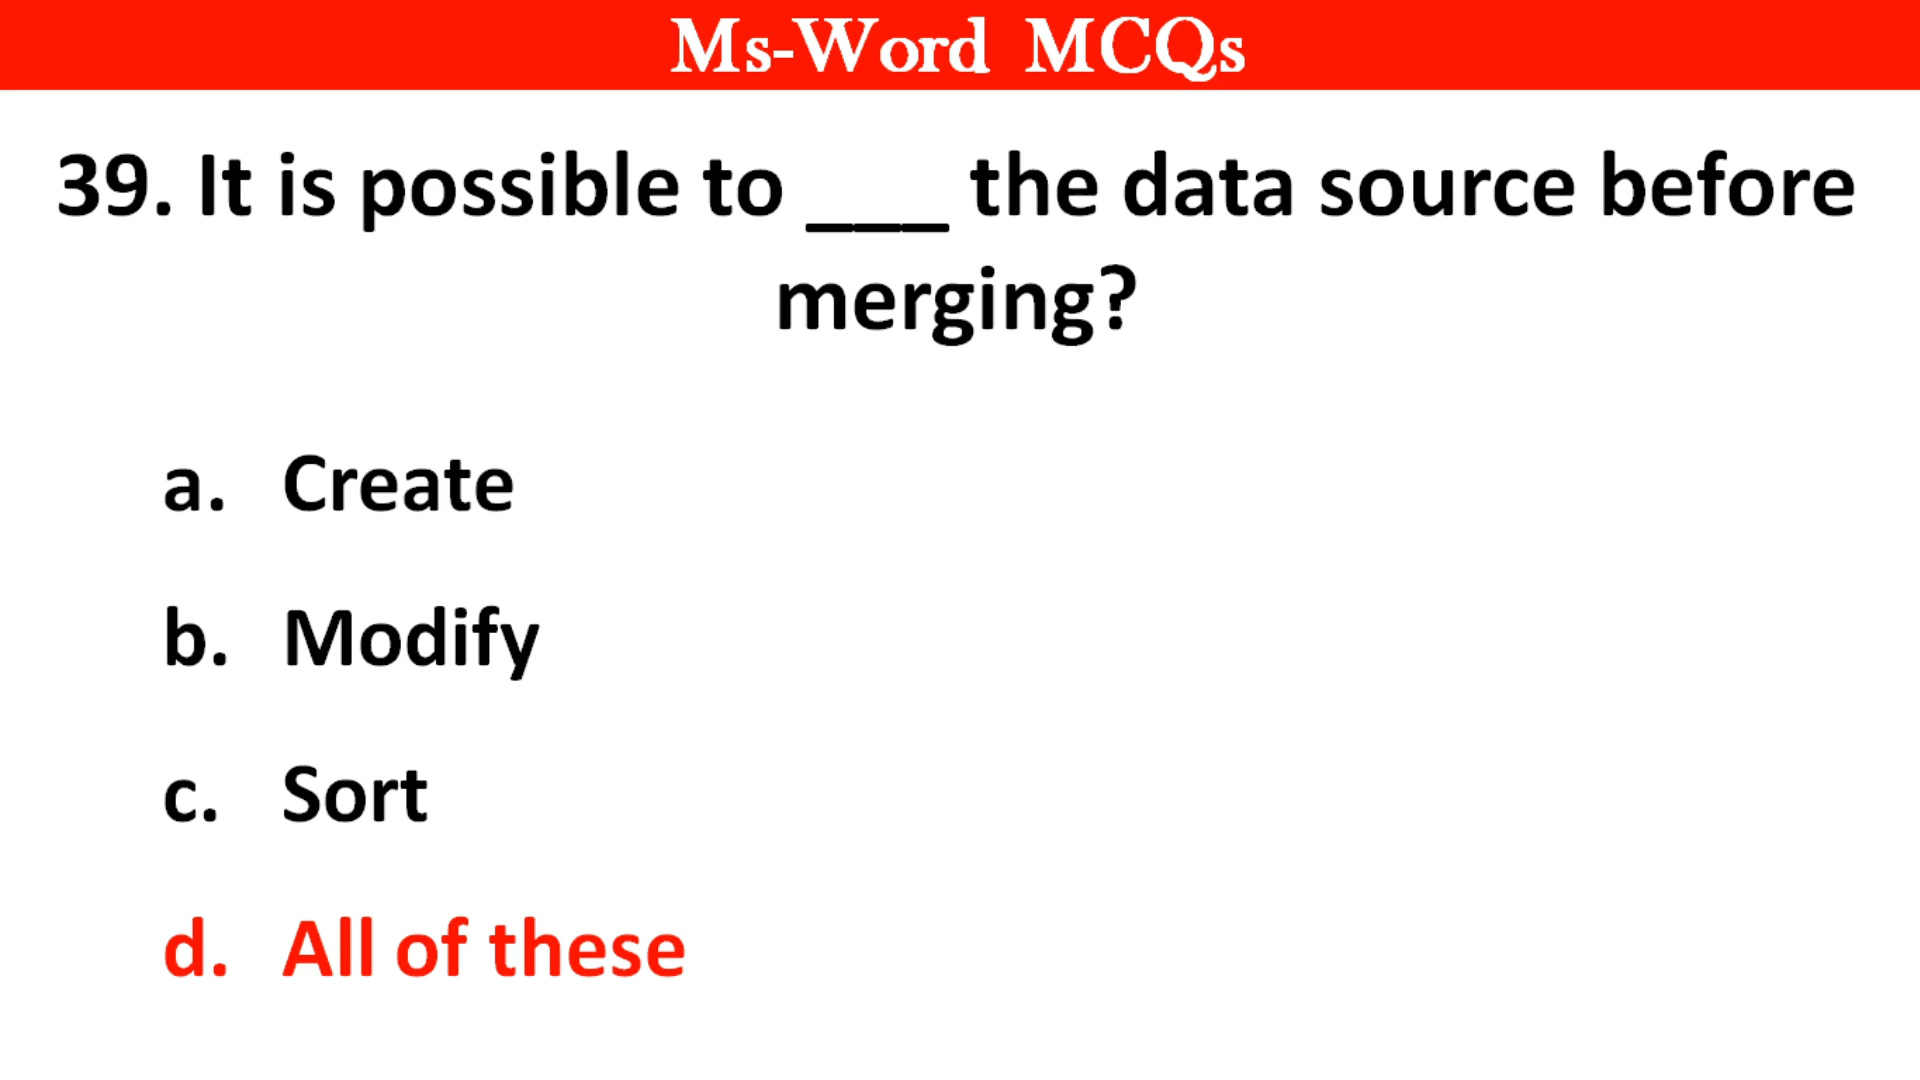 Ms-Word MCQs
39. It is possible to ___ the data source before
merging?
a. Create
b. Modify
c. Sort
d. All of these